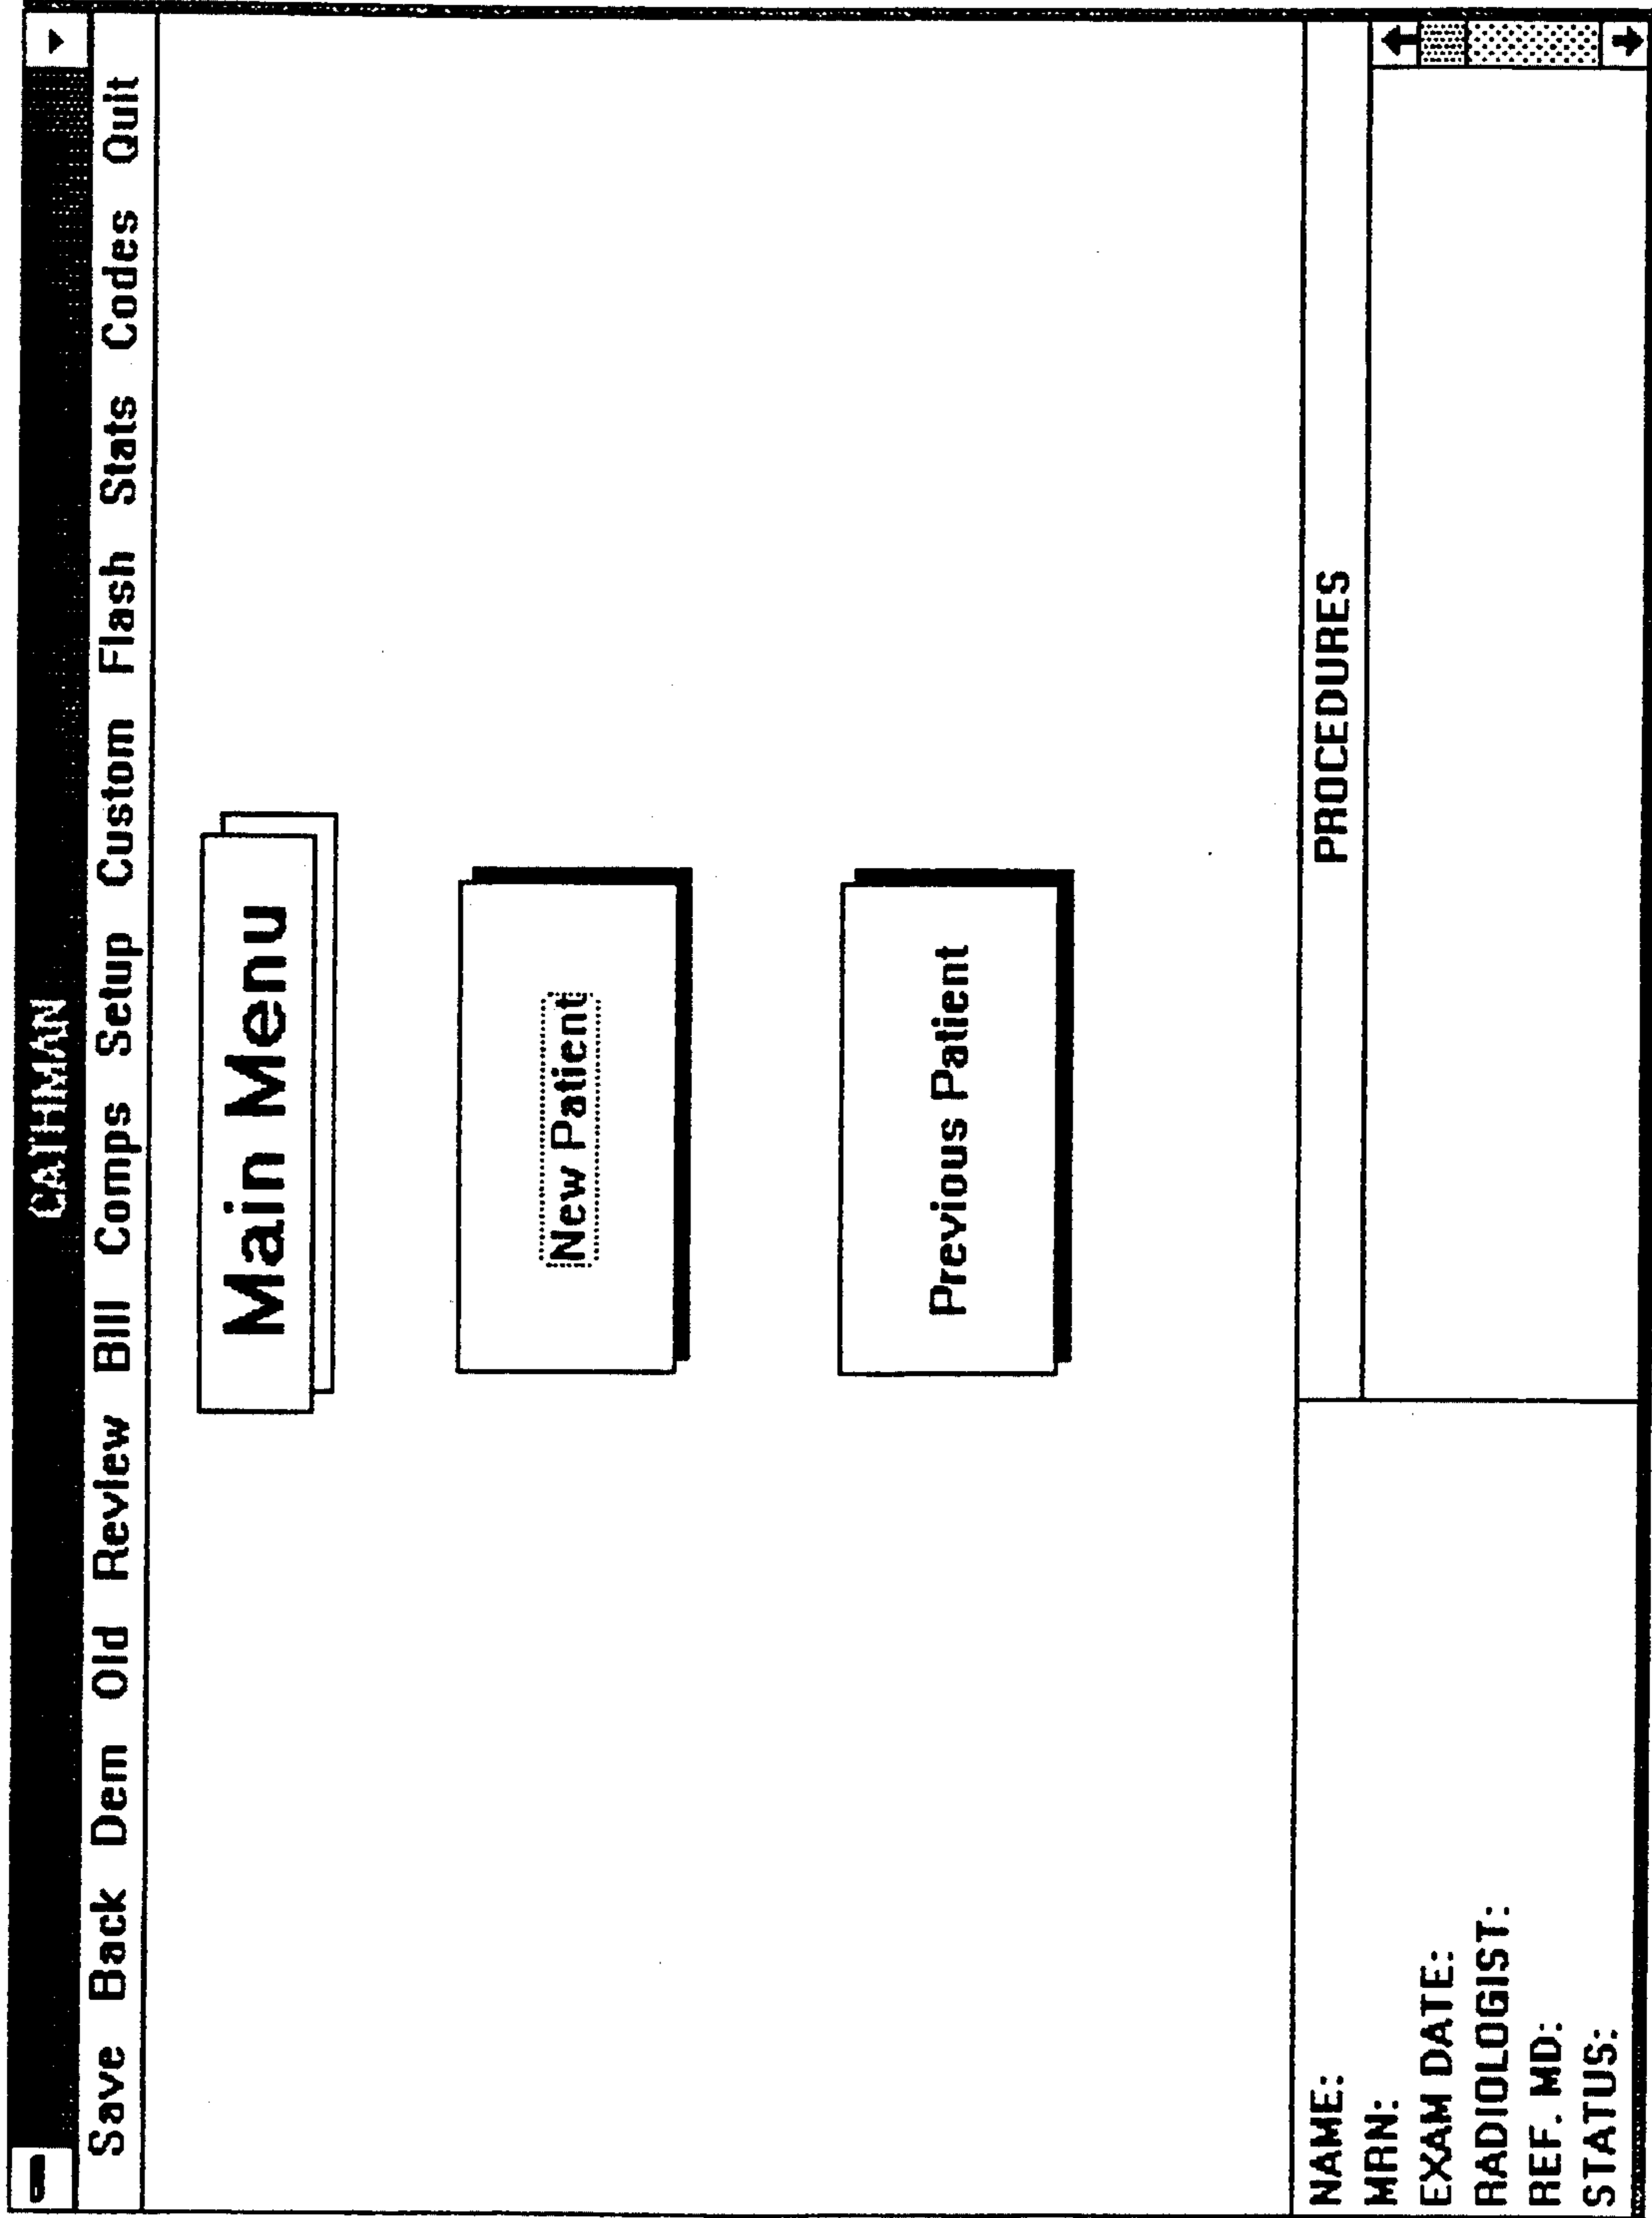 CATHMAN
Save Back Dem Old Review Bill Comps Setup Custom Flash Stats Codes Quit
Main Menu
New Patient
Previous Patient
NAME:
MRN:
EXAM DATE:
RADIOLOGIST:
REF. MD:
STATUS:
PROCEDURES